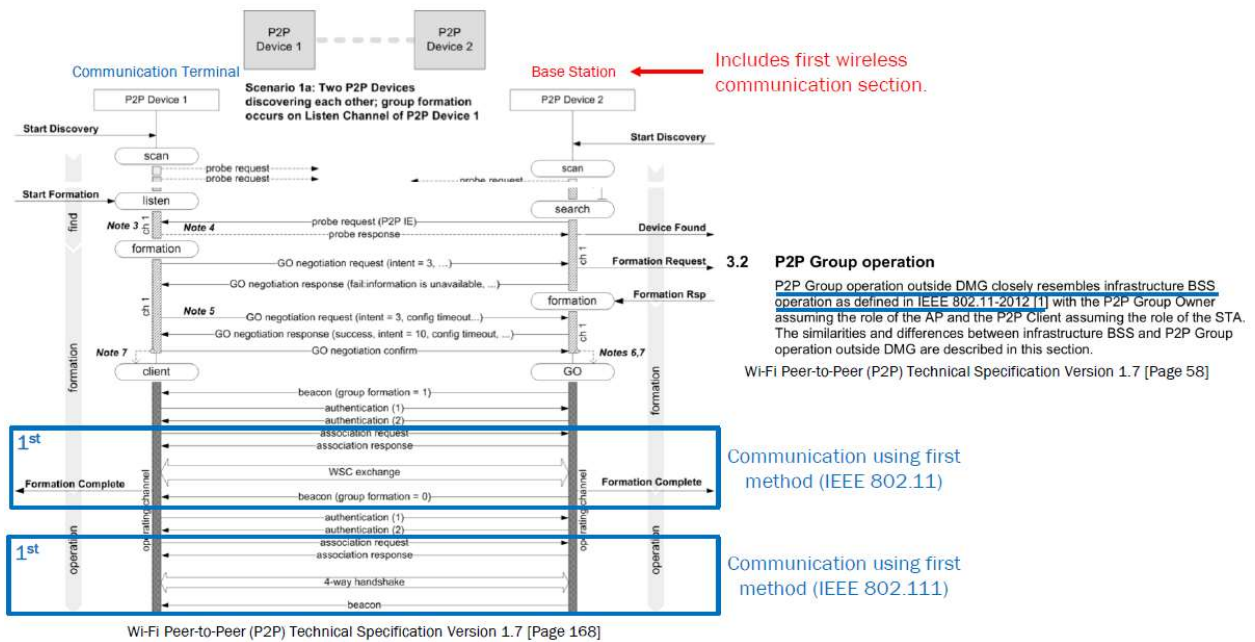 P2P
Device 1
P2P
Device 2
Communication Terminal
Base Station
Includes first wireless
communication section.
P2P Device 1
Scenario 1a: Two P2P Devices
discovering each other; group formation
occurs on Listen Channel of P2P Device 1
P2P Device 2
Start Discovery
Start Discovery
scan
scan
probe request
probe request
probe request
Start Formation
listen
search
find
Note 3
ch 1
Note 4
probe request (P2P IE)
probe response
Device Found
formation
ch 1
GO negotiation request (intent = 3, ...)
Formation Request
GO negotiation response (fail:information is unavailable, ...)
formation
Formation Rsp
ch 1
Note 5
GO negotiation request (intent = 3, config timeout...)
GO negotiation response (success, intent = 10, config timeout, ...)
ch 1
Note 7
GO negotiation confirm
Notes 6,7
client
GO
formation
formation
3.2 P2P Group operation
P2P Group operation outside DMG closely resembles infrastructure BSS
operation as defined in IEEE 802.11-2012 [1] with the P2P Group Owner
assuming the role of the AP and the P2P Client assuming the role of the STA.
The similarities and differences between infrastructure BSS and P2P Group
operation outside DMG are described in this section.
Wi-Fi Peer-to-Peer (P2P) Technical Specification Version 1.7 [Page 58]
beacon (group formation = 1)
authentication (1)
authentication (2)
1st
association request
association response
WSC exchange
Formation Complete
Formation Complete
beacon (group formation = 0)
Communication using first
method (IEEE 802.11)
operating channel
operating channel
authentication (1)
authentication (2)
1st
association request
association response
operation
operation
4-way handshake
beacon
Communication using first
method (IEEE 802.111)
Wi-Fi Peer-to-Peer (P2P) Technical Specification Version 1.7 [Page 168]